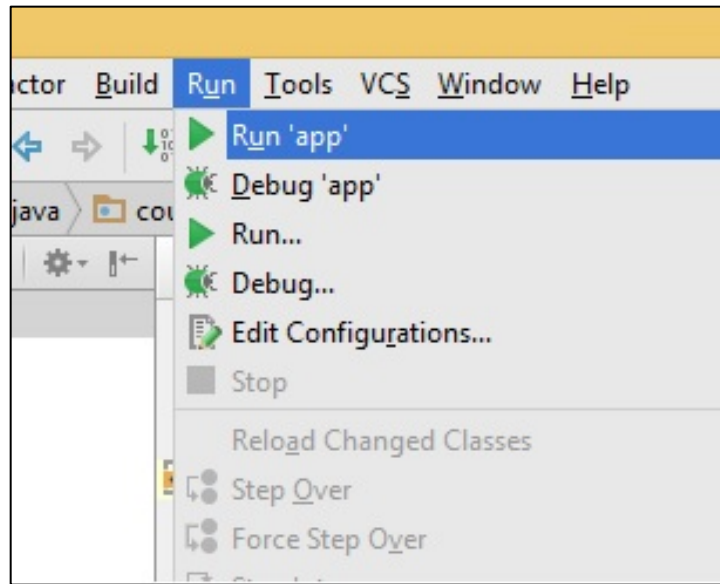 ctor Build Run Tools VCS Window Help
Run 'app'
Debug 'app'
java cou
Run...
Debug...
Edit Configurations...
Stop
Reload Changed Classes
Step Over
Force Step Over